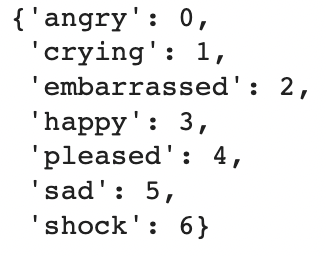 {'angry': 0,
 'crying': 1,
 'embarrassed': 2,
 'happy': 3,
 'pleased': 4,
 'sad': 5,
 'shock': 6}